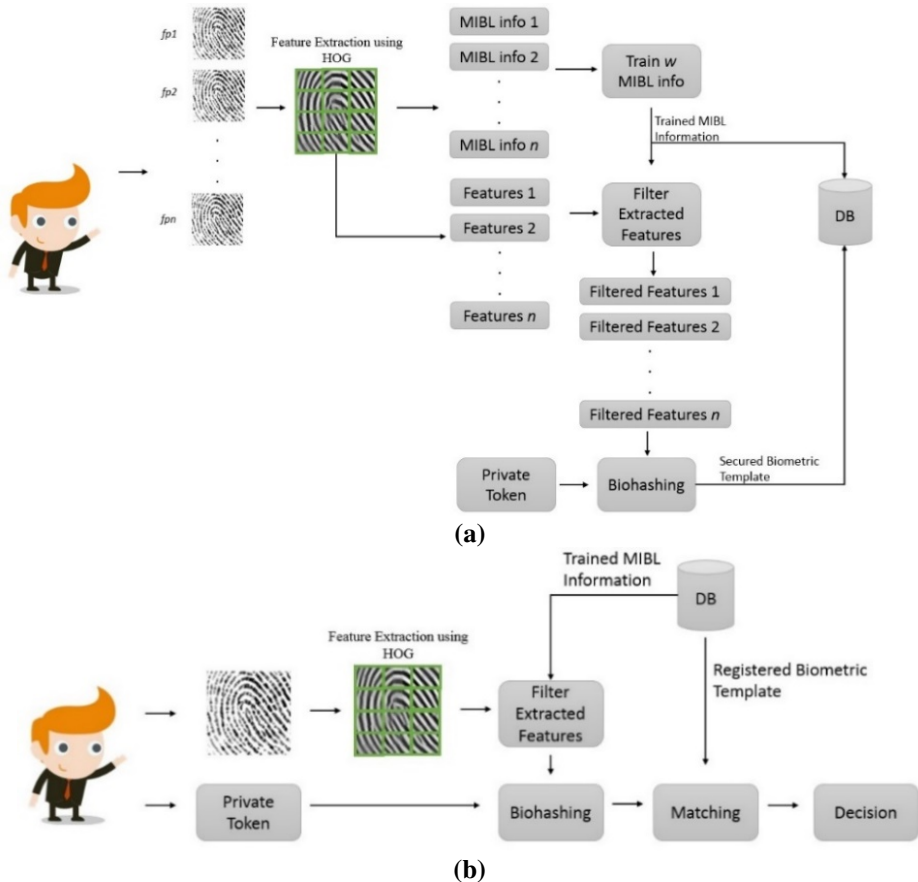 fp1
fp2
fpn
Feature Extraction using
HOG
MIBL info 1
MIBL info 2
MIBL info n
Train w
MIBL info
Trained MIBL
Information
Features 1
Features 2
Features n
Filter
Extracted
Features
DB
Filtered Features 1
Filtered Features 2
Filtered Features n
Private
Token
Biohashing
Secured Biometric
Template
(a)
Trained MIBL
Information
DB
Feature Extraction using
HOG
Filter
Extracted
Features
Registered Biometric
Template
Private
Token
Biohashing
Matching
Decision
(b)